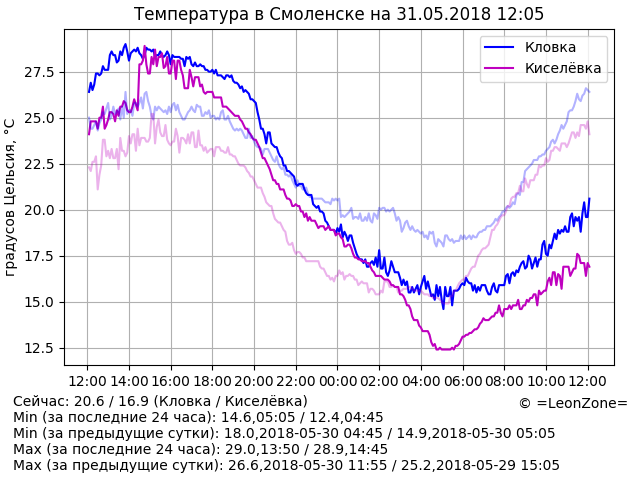 Температура в Смоленске на 31.05.2018 12:05
Кловка
Киселёвка
градусов Цельсия, °C
27.5
25.0
22.5
20.0
17.5
15.0
12.5
12:00 14:00 16:00 18:00 20:00 22:00 00:00 02:00 04:00 06:00 08:00 10:00 12:00
Сейчас: 20.6 / 16.9 (Кловка / Киселёвка)
© =LeonZone=
Min (за последние 24 часа): 14.6,05:05 / 12.4,04:45
Min (за предыдущие сутки): 18.0,2018-05-30 04:45 / 14.9,2018-05-30 05:05
Max (за последние 24 часа): 29.0,13:50 / 28.9,14:45
Max (за предыдущие сутки): 26.6,2018-05-30 11:55 / 25.2,2018-05-29 15:05